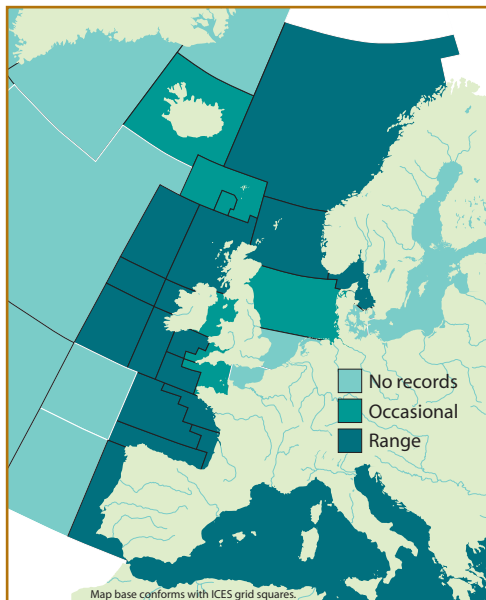 No records
Occasional
Range
Map base conforms with ICES grid squares.